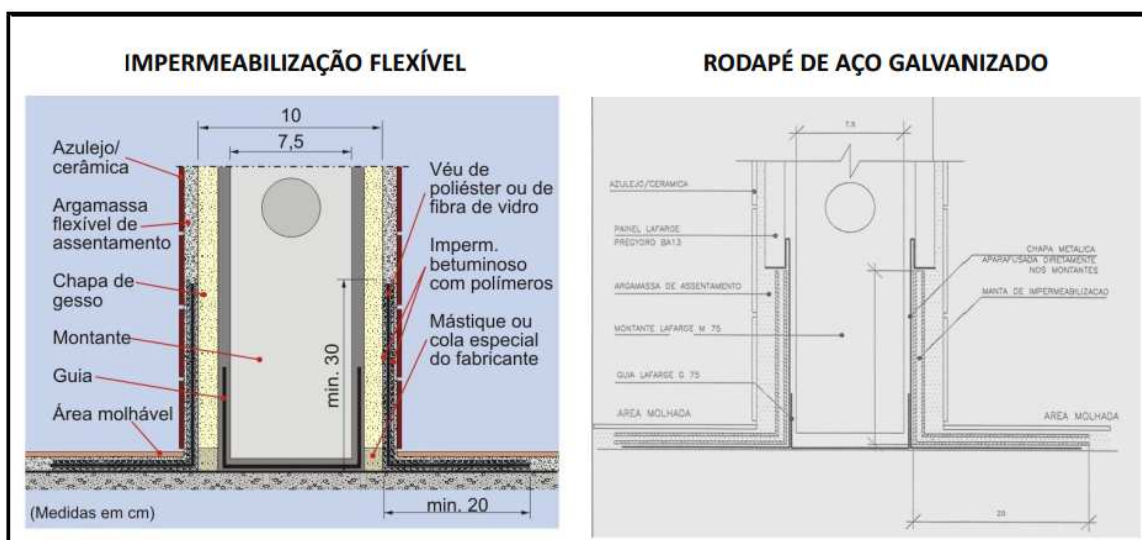 IMPERMEABILIZAÇÃO FLEXÍVEL
10
7,5
Azulejo/
cerâmica
Argamassa
flexível de
assentamento
Chapa de
gesso
Montante
Guia
Área molhável
(Medidas em cm)
Véu de
poliéster ou de
fibra de vidro
Imperm.
betuminoso
com polímeros
Mástique ou
cola especial
do fabricante
min. 30
min. 20
RODAPÉ DE AÇO GALVANIZADO
7.5
AZULEJO/CERAMICA
PAINEL LAFARGE
PREGYDRO BA13
ARGAMASSA DE ASSENTAMENTO
MONTANTE LAFARGE M 75
GUIA LAFARGE G 75
AREA MOLHADA
CHAPA METALICA
APARAFUSADA DIRETAMENTE
NOS MONTANTES
MANTA DE IMPERMEABILIZACAO
AREA MOLHADA
20